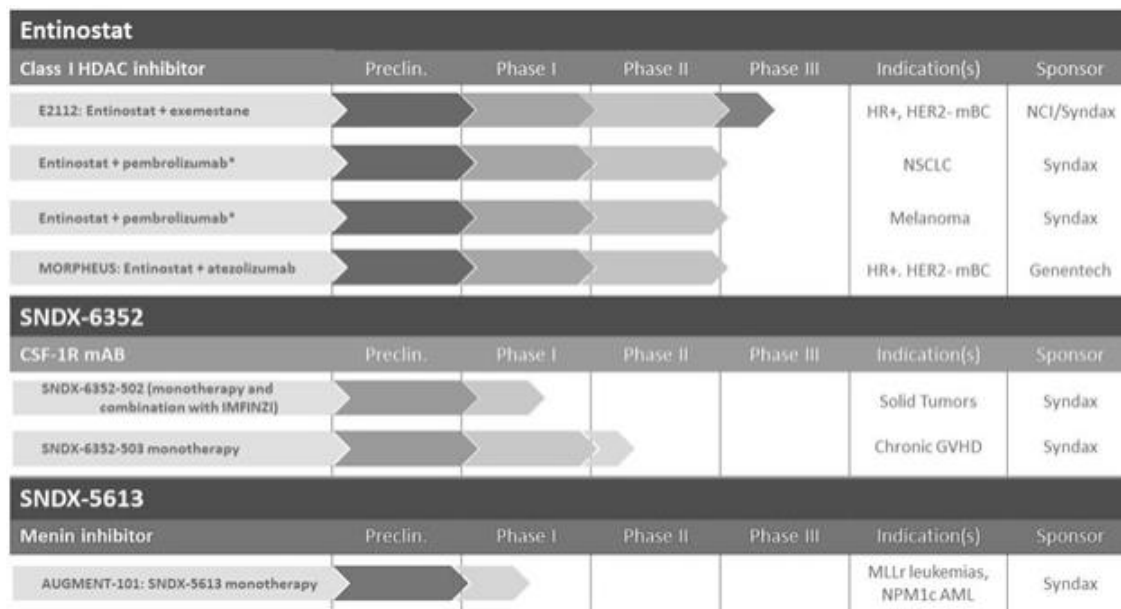 Entinostat
Class I HDAC inhibitor Preclin. Phase I Phase II Phase III Indication(s) Sponsor
E2112: Entinostat + exemestane HR+, HER2- mBC NCI/Syndax
Entinostat + pembrolizumab* NSCLC Syndax
Entinostat + pembrolizumab* Melanoma Syndax
MORPHEUS: Entinostat + atezolizumab HR+. HER2- mBC Genentech
SNDX-6352
CSF-1R mAB Preclin. Phase I Phase II Phase III Indication(s) Sponsor
SNDX-6352-502 (monotherapy and
combination with IMFINZI) Solid Tumors Syndax
SNDX-6352-503 monotherapy Chronic GVHD Syndax
SNDX-5613
Menin inhibitor Preclin. Phase I Phase II Phase III Indication(s) Sponsor
AUGMENT-101: SNDX-5613 monotherapy MLLr leukemias,
NPM1c AML Syndax